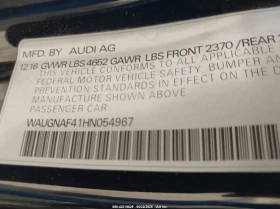 MFD. BY AUDI AG
12/16 GVWR LBS 4652 GAWR LBS FRONT 2370 /REAR
THIS VEHICLE CONFORMS TO ALL APPLICABLE
FEDERAL MOTOR VEHICLE SAFETY, BUMPER AND
PREVENTION STANDARDS IN EFFECT ON THE
MANUFACTURE SHOWN ABOVE
PASSENGER CAR
WAUGNAF41HN054967